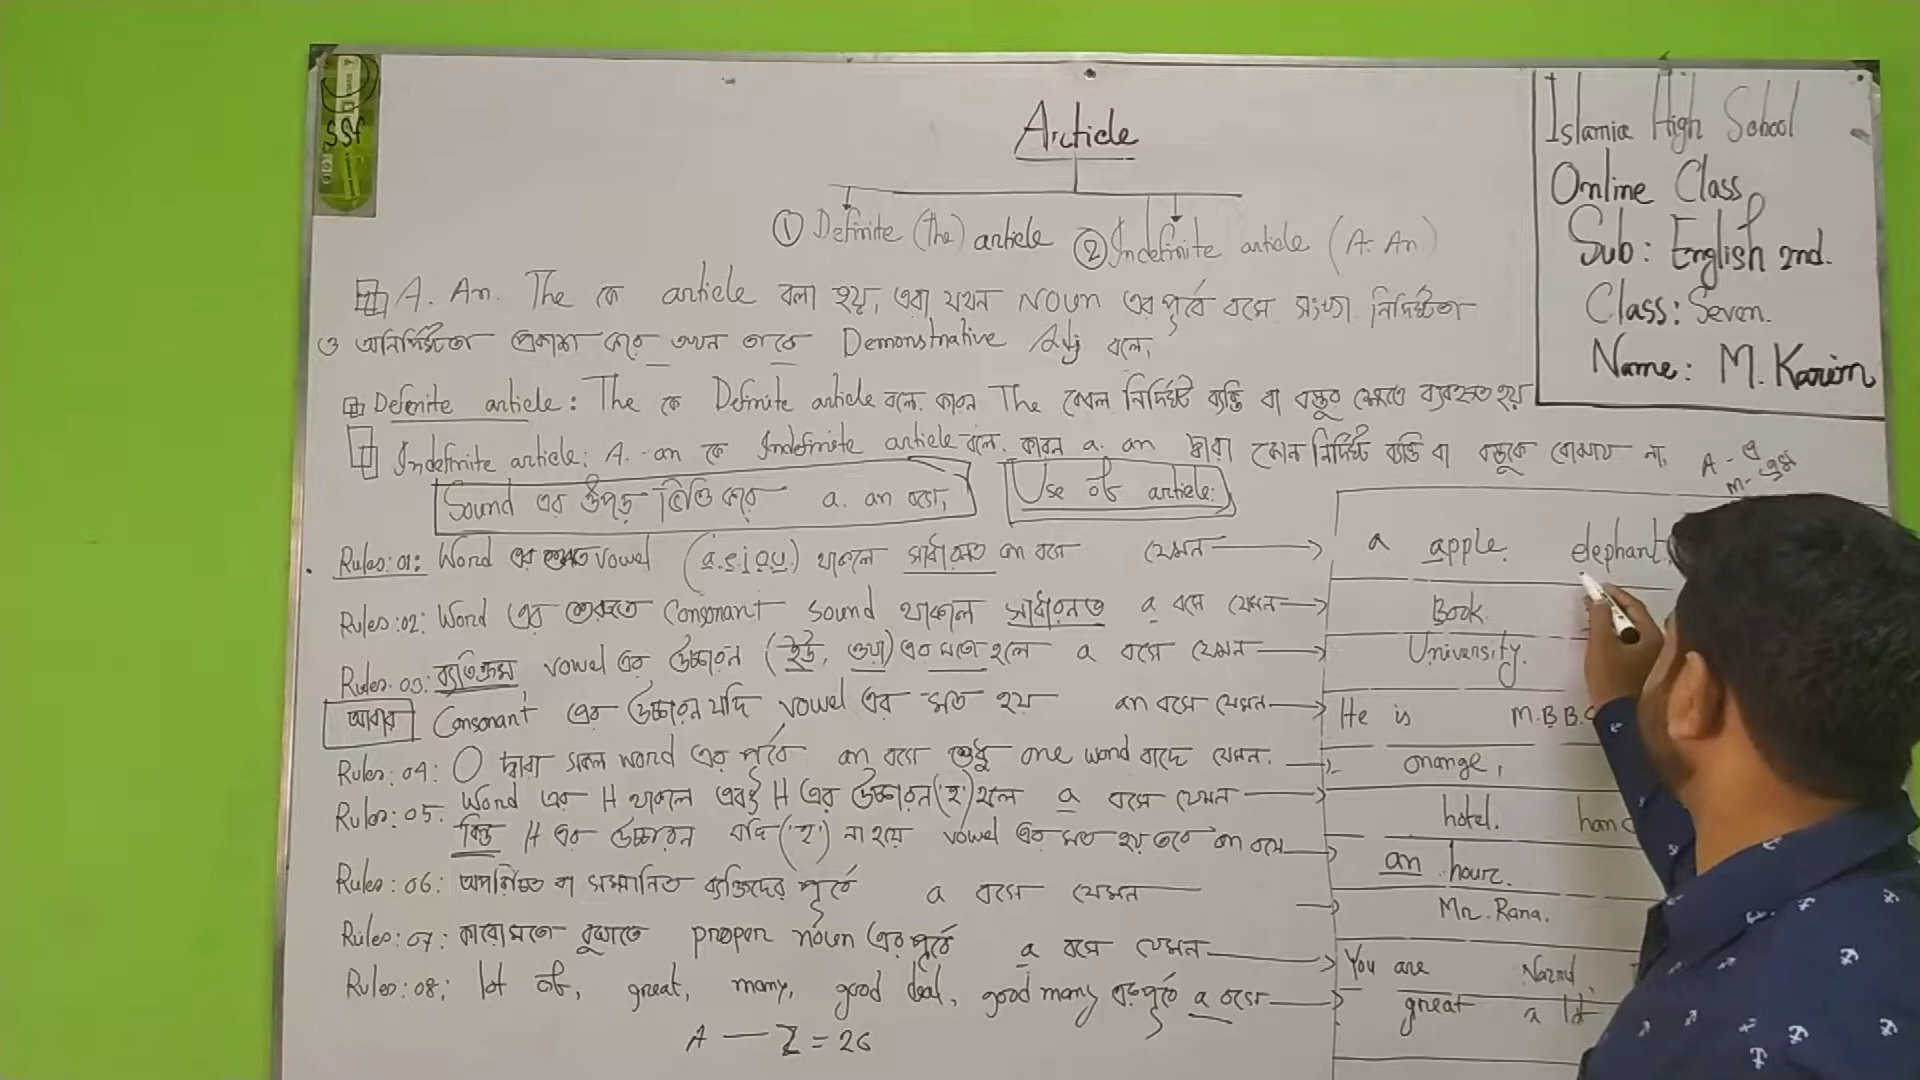 SSf
Article
① Definite (The) article ② Indefinite article (A. An)
Islamia High School
Online Class
Sub: English 2nd.
Class: Seven.
Name: M. Karim
A. An. The কে article বলা হয়, এরা যখন Noun এর পূর্বে বসে সংখ্যা নির্দিষ্টতা
ও অনির্দিষ্টতা প্রকাশ করে তখন তাকে Demonstrative Adj বলে,
Definite article: The কে Definite article বলে. কারন The কেবল নির্দিষ্ট ব্যক্তি বা বস্তুর ক্ষেত্রে ব্যবহৃত হয়
Indefinite article: A. an কে Indefinite article বলে. কারন a. an দ্বারা কোন নির্দিষ্ট ব্যক্তি বা বস্তুকে বোঝায় না,
A - এ
M -
Sound এর উপড় ভিত্তি করে a. an বসে,
Use of article:
Rules: 01: Word এর শুরুতে vowel (a.e.i.o.u.) থাকলে সাধারনত an বসে যেমন
a apple. elephant
Rules: 02: Word এর শুরুতে Consonant Sound থাকলে সাধারনত a বসে যেমন
Book.
Rules. 03: ব্যতিক্রম vowel এর উচ্চারন (ইউ, ওয়া) এর মতো হলে a বসে যেমন
University.
আবার Consonant এর উচ্চারন যদি vowel এর মত হয় an বসে যেমন
He is M.B.B.S
Rules: 04: O দ্বারা সকল word এর পূর্বে an বসে শুধু one word বাদে যেমন.
orange,
Rules: 05. Word এর H থাকলে এবং H এর উচ্চারন ('হ') হলে a বসে যেমন
hotel.
কিন্তু H এর উচ্চারন যদি ('হ') না হয়ে vowel এর মত হয় তবে an বসে
an hour.
Rules: 06: অপরিচিত বা সম্মানিত ব্যক্তিদের পূর্বে a বসে যেমন
Mr. Rana.
Rules: 07: কারোমতো বুঝাতে proper noun এর পূর্বে a বসে যেমন
You are Nazrul.
Rules: 08: lot of, great, many, good deal, good many এর পূর্বে a বসে
great a lot
A — Z = 26